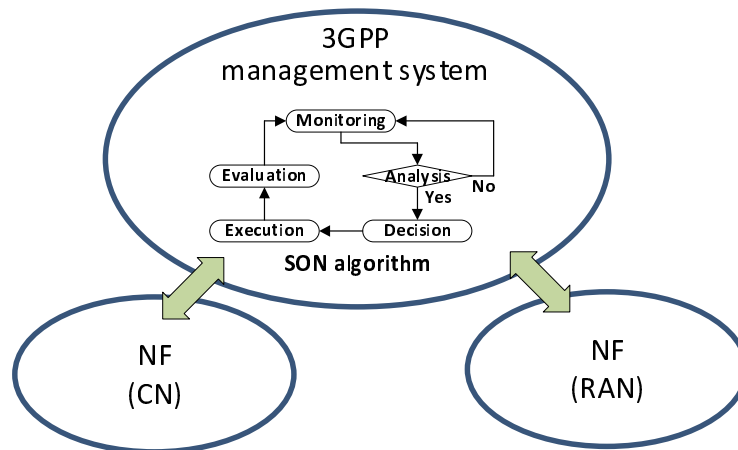 3GPP
management system
Monitoring
Evaluation
Analysis
No
Yes
Execution
Decision
SON algorithm
NF
(CN)
NF
(RAN)